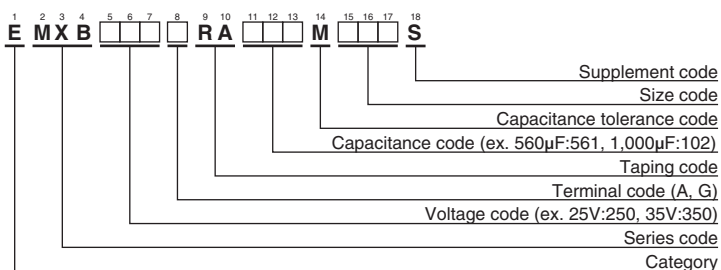 1 2 3 4 5 6 7 8 9 10 11 12 13 14 15 16 17 18
E MXB □□□ □ RA □□□ M □□□ S
Supplement code
Size code
Capacitance tolerance code
Capacitance code (ex. 560µF:561, 1,000µF:102)
Taping code
Terminal code (A, G)
Voltage code (ex. 25V:250, 35V:350)
Series code
Category